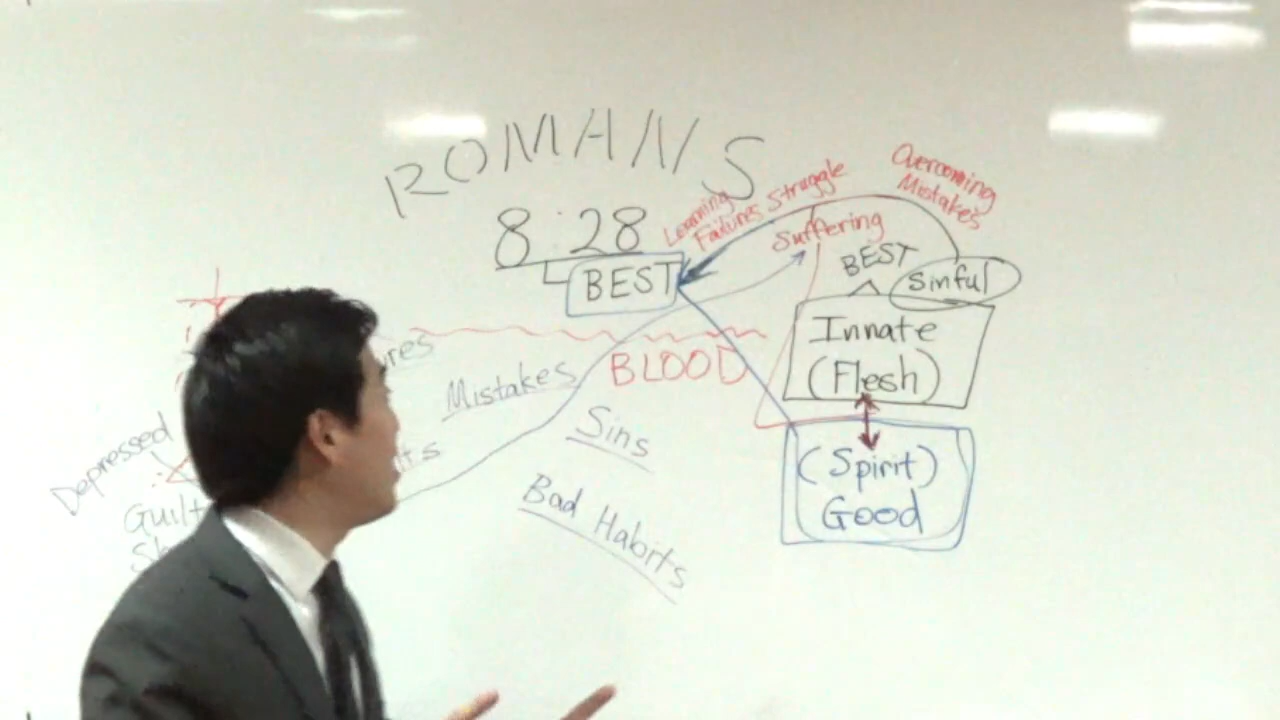 ROMANS
8:28
BEST
Learning
Failures Struggle
Suffering
Overcoming
Mistakes
BEST
Sinful
Innate
(Flesh)
(Spirit)
Good
BLOOD
Mistakes
Sins
Bad Habits
Depressed
Guilt